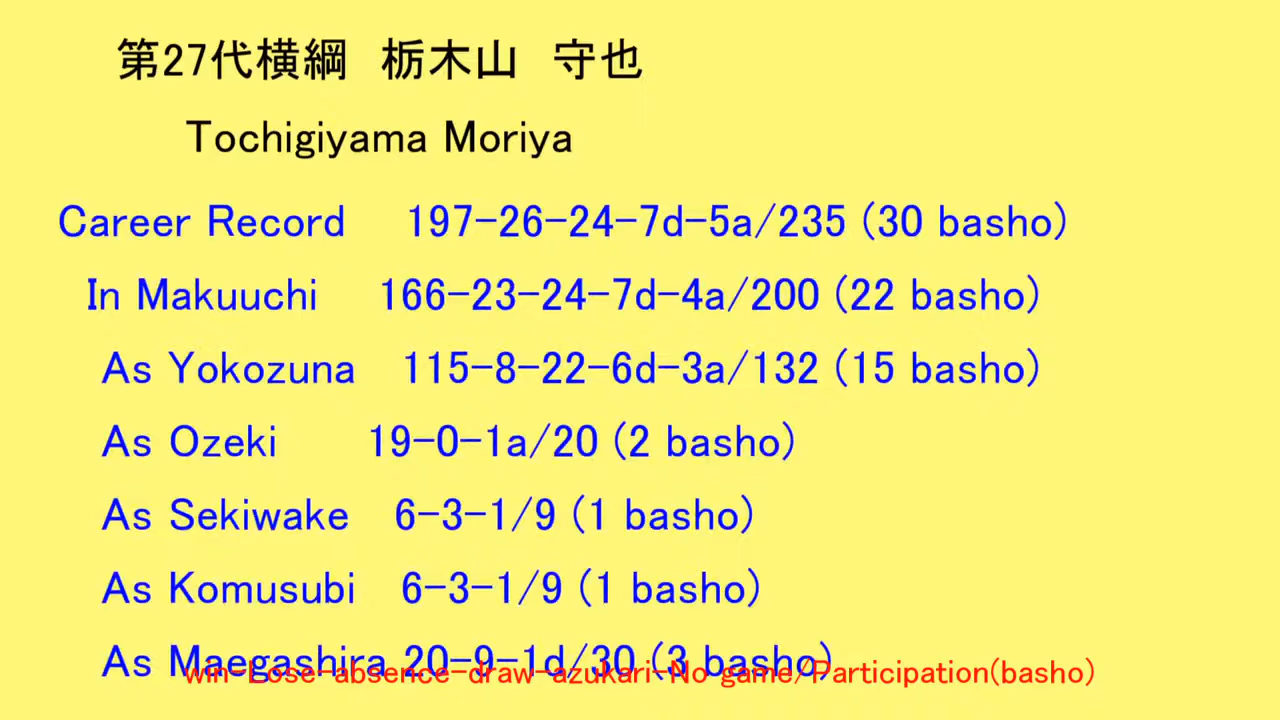 第27代横綱 栃木山 守也
Tochigiyama Moriya
Career Record 197-26-24-7d-5a/235 (30 basho)
In Makuuchi 166-23-24-7d-4a/200 (22 basho)
As Yokozuna 115-8-22-6d-3a/132 (15 basho)
As Ozeki 19-0-1a/20 (2 basho)
As Sekiwake 6-3-1/9 (1 basho)
As Komusubi 6-3-1/9 (1 basho)
As Maegashira 20-9-1d/30 (3 basho)
win-Lose-absence-draw-azukari-No game/Participation(basho)